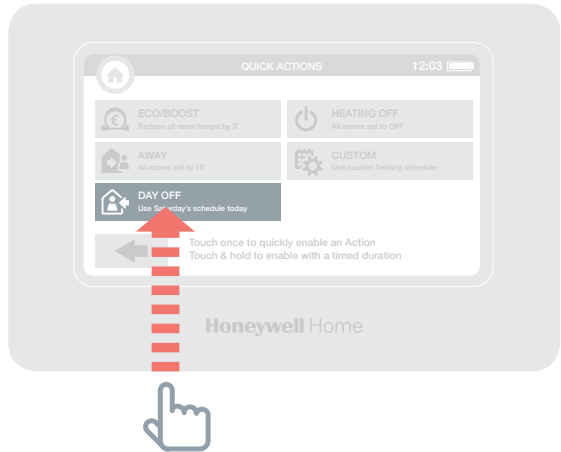 QUICK ACTIONS
12:03
€
ECO/BOOST
Reduce all room temps by 3˚
HEATING OFF
All rooms set to OFF
AWAY
All rooms set to 15˚
CUSTOM
Use custom heating schedule
DAY OFF
Use Saturday's schedule today
Touch once to quickly enable an Action
Touch & hold to enable with a timed duration
Honeywell Home